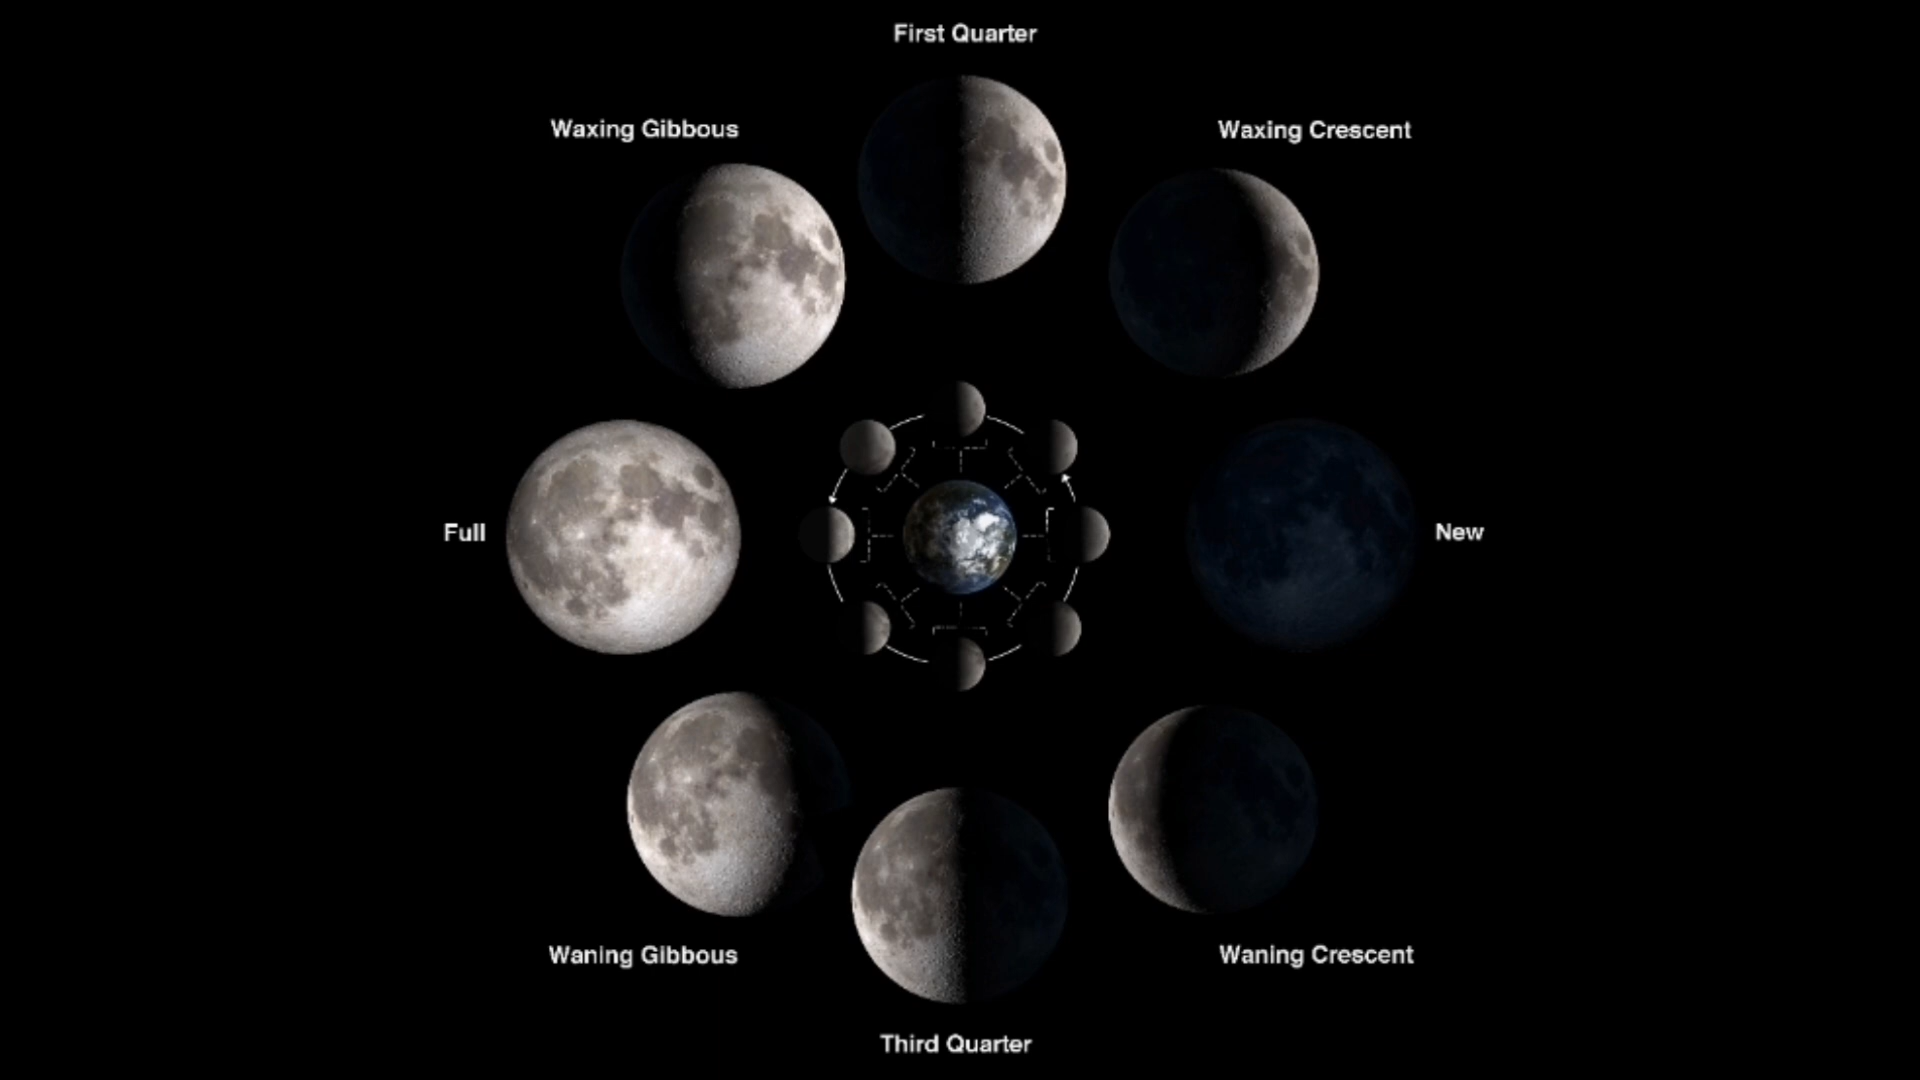 First Quarter
Waxing Gibbous
Waxing Crescent
Full
New
Waning Gibbous
Waning Crescent
Third Quarter